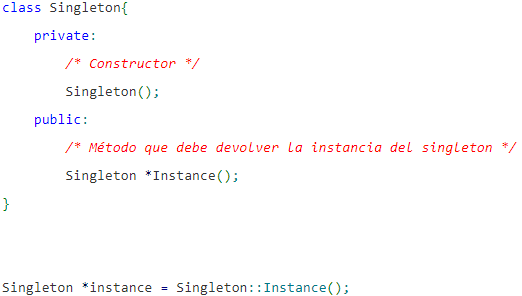 class Singleton{
private:
/* Constructor */
Singleton();
public:
/* Método que debe devolver la instancia del singleton */
Singleton *Instance();
}
Singleton *instance = Singleton::Instance();